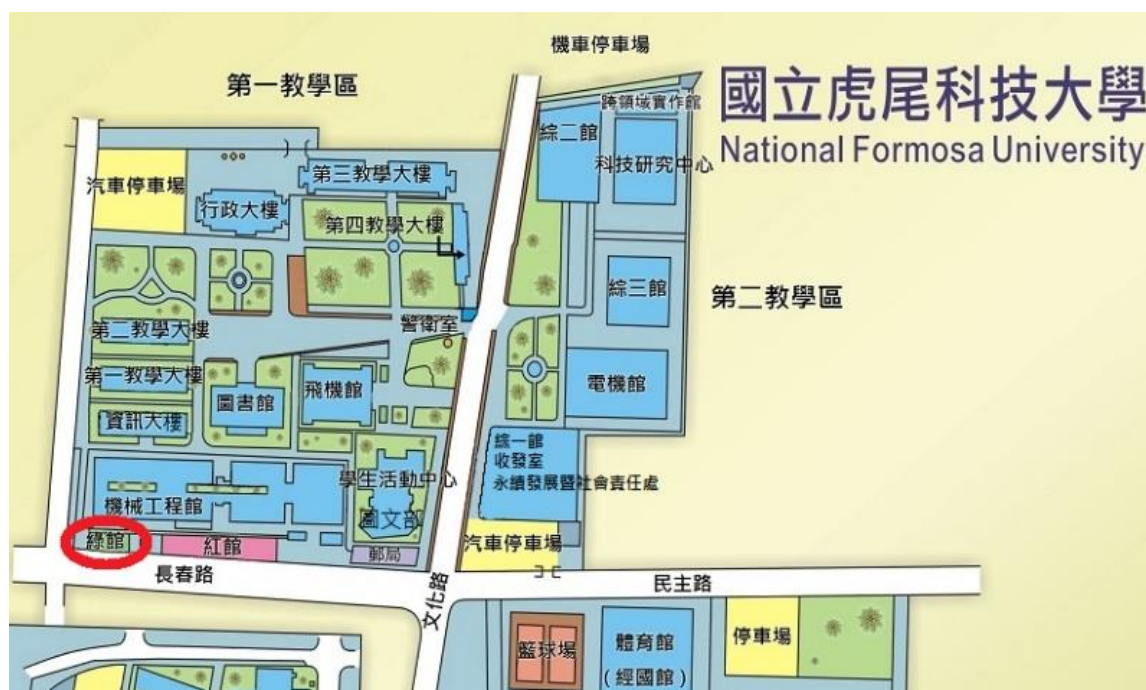 機車停車場
國立虎尾科技大學
National Formosa University
第一教學區
跨領域實作館
綜二館
科技研究中心
第三教學大樓
汽車停車場
行政大樓
第四教學大樓
綜三館
第二教學區
警衛室
第二教學大樓
第一教學大樓
圖書館
飛機館
電機館
資訊大樓
綜一館
收發室
永續發展暨社會責任處
學生活動中心
機械工程館
圖文部
綠館
紅館
郵局
汽車停車場
長春路
文化路
民主路
籃球場
體育館
(經國館)
停車場